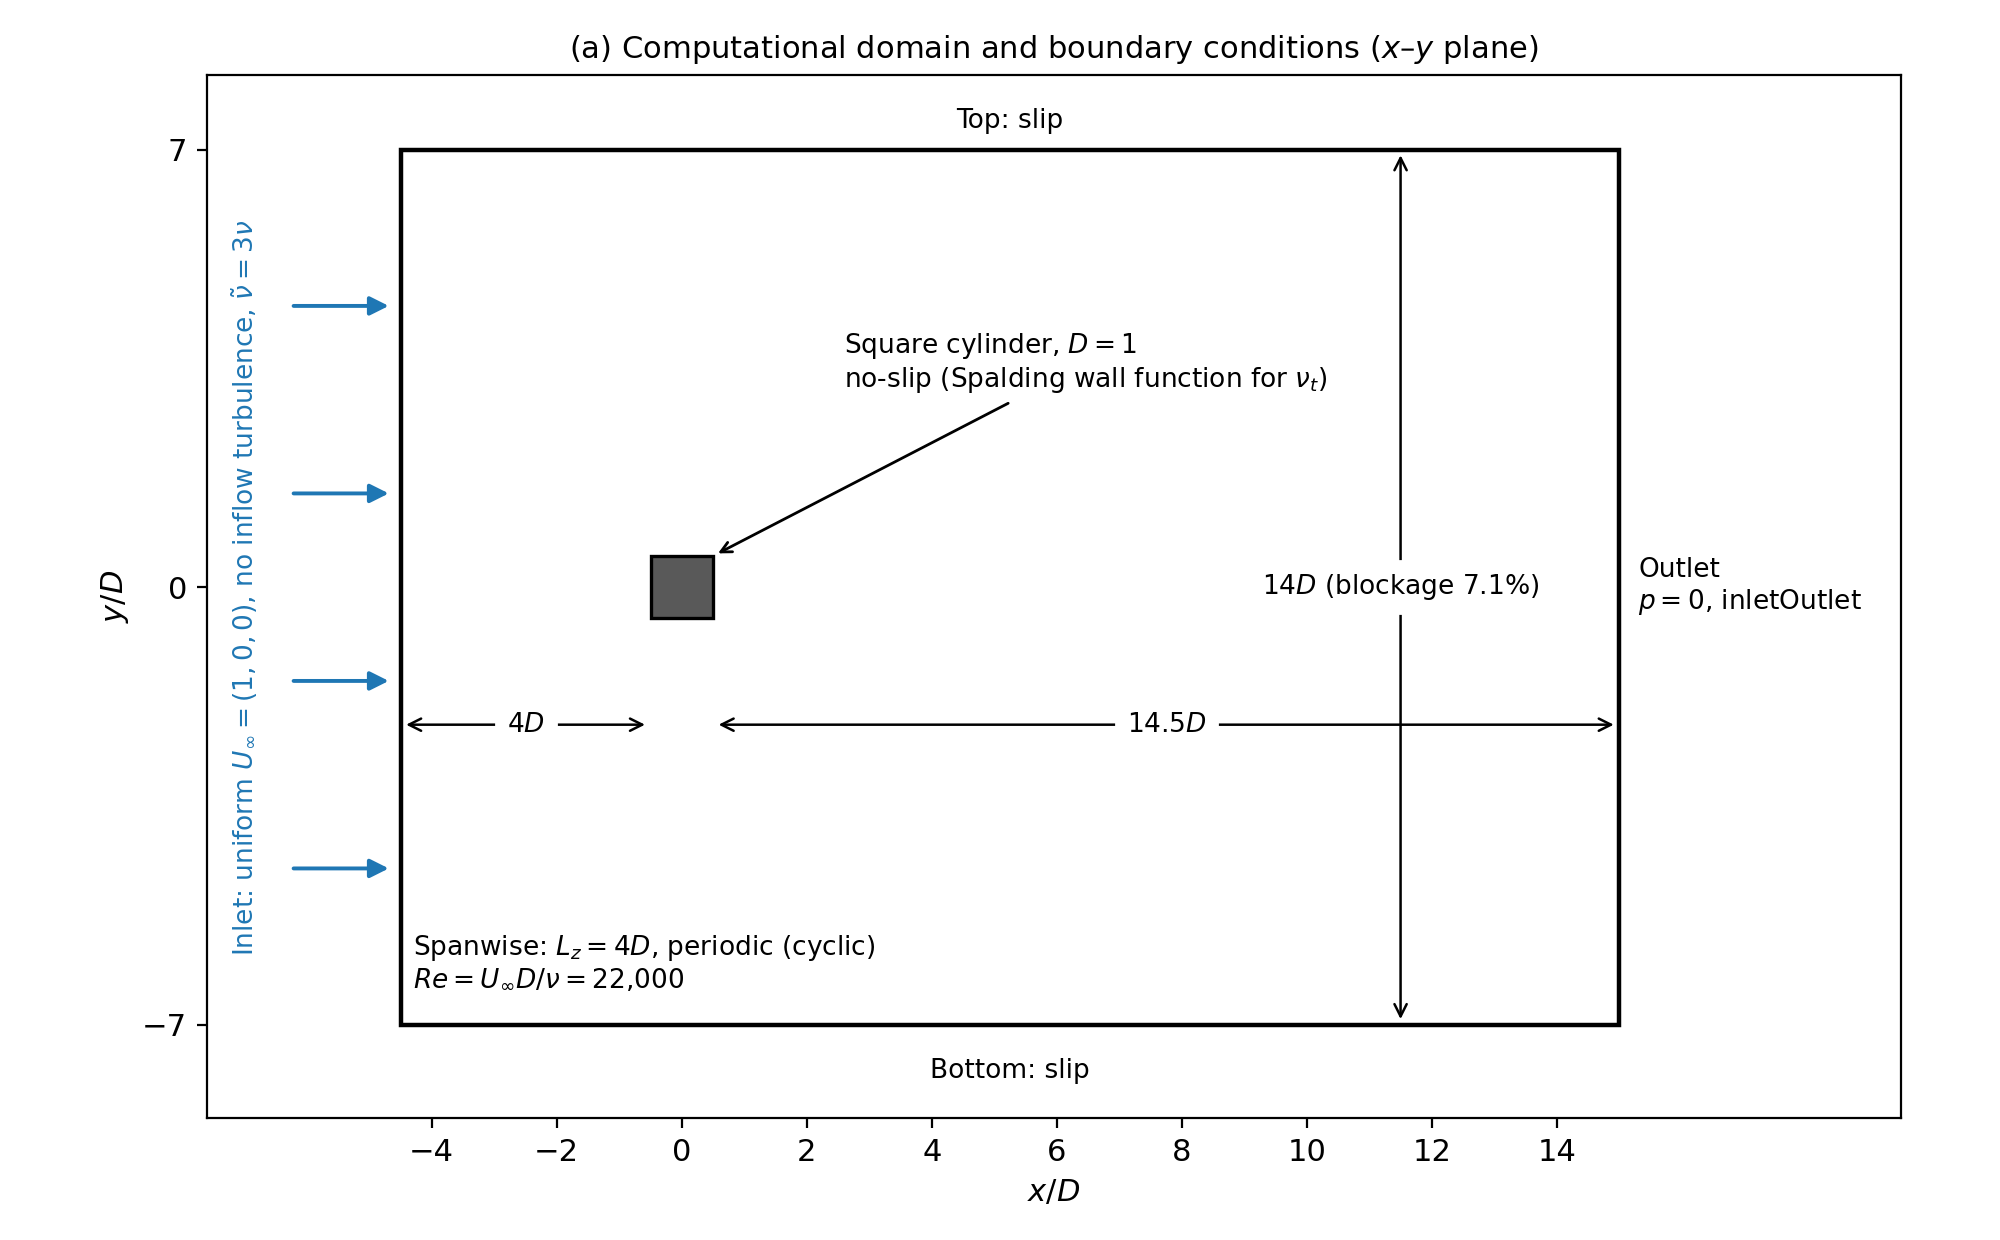 (a) Computational domain and boundary conditions (x–y plane)
Top: slip
7
Inlet: uniform U∞ = (1, 0, 0), no inflow turbulence, ν̃ = 3ν
Square cylinder, D = 1
no-slip (Spalding wall function for νt)
y/D
0
14D (blockage 7.1%)
Outlet
p = 0, inletOutlet
4D
14.5D
Spanwise: Lz = 4D, periodic (cyclic)
Re = U∞D/ν = 22,000
−7
Bottom: slip
−4 −2 0 2 4 6 8 10 12 14
x/D